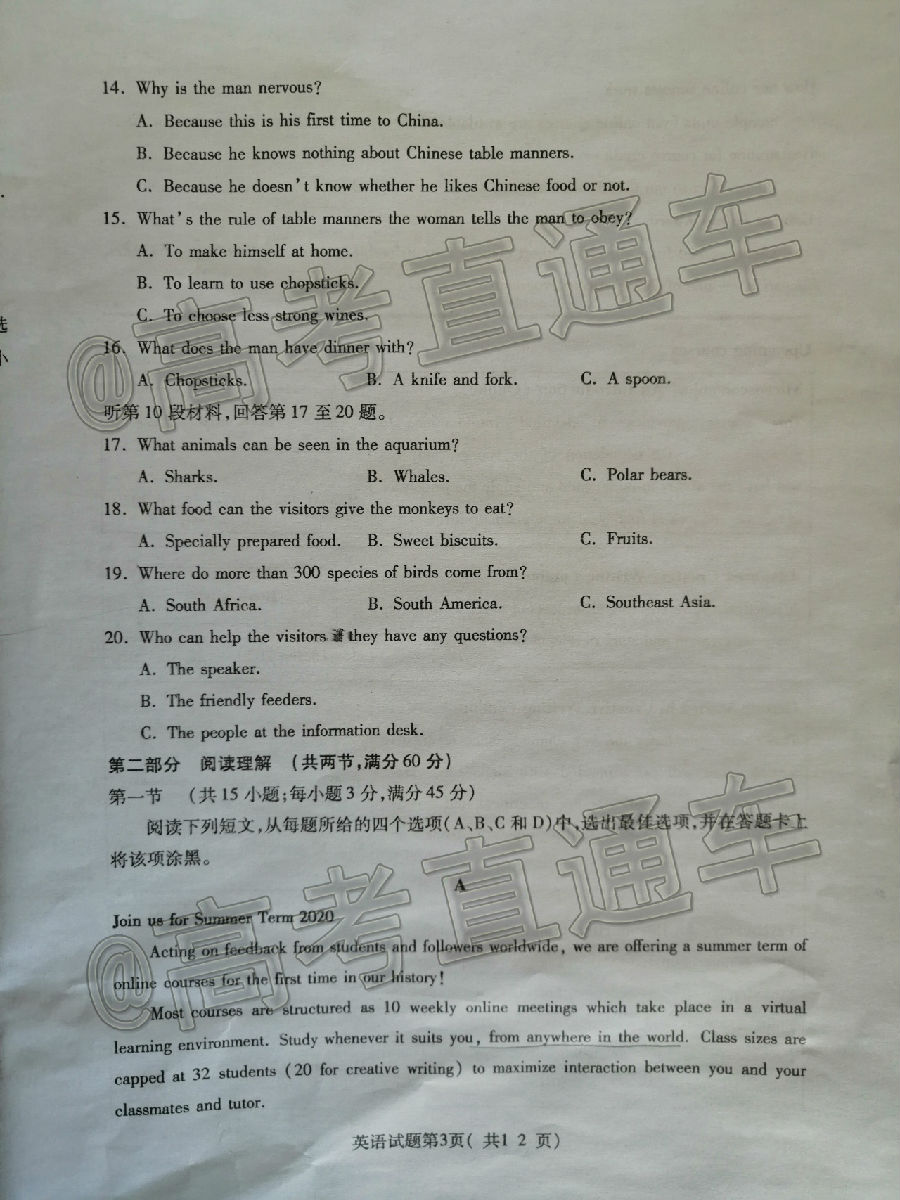 14. Why is the man nervous?
A. Because this is his first time to China.
B. Because he knows nothing about Chinese table manners.
C. Because he doesn't know whether he likes Chinese food or not.
15. What's the rule of table manners the woman tells the man to obey?
A. To make himself at home.
B. To learn to use chopsticks.
C. To choose less strong wines.
16. What does the man have dinner with?
A. Chopsticks. B. A knife and fork. C. A spoon.
听第10段材料,回答第17至20题。
17. What animals can be seen in the aquarium?
A. Sharks. B. Whales. C. Polar bears.
18. What food can the visitors give the monkeys to eat?
A. Specially prepared food. B. Sweet biscuits. C. Fruits.
19. Where do more than 300 species of birds come from?
A. South Africa. B. South America. C. Southeast Asia.
20. Who can help the visitors they have any questions?
A. The speaker.
B. The friendly feeders.
C. The people at the information desk.
第二部分 阅读理解 (共两节,满分60分)
第一节 (共15小题;每小题3分,满分45分)
阅读下列短文,从每题所给的四个选项(A、B、C和D)中,选出最佳选项,并在答题卡上
将该项涂黑。
A
Join us for Summer Term 2020
Acting on feedback from students and followers worldwide, we are offering a summer term of
online courses for the first time in our history!
Most courses are structured as 10 weekly online meetings which take place in a virtual
learning environment. Study whenever it suits you, from anywhere in the world. Class sizes are
capped at 32 students (20 for creative writing) to maximize interaction between you and your
classmates and tutor.
英语试题第3页( 共1 2 页)
@高考直通车
@高考直通车
选
小